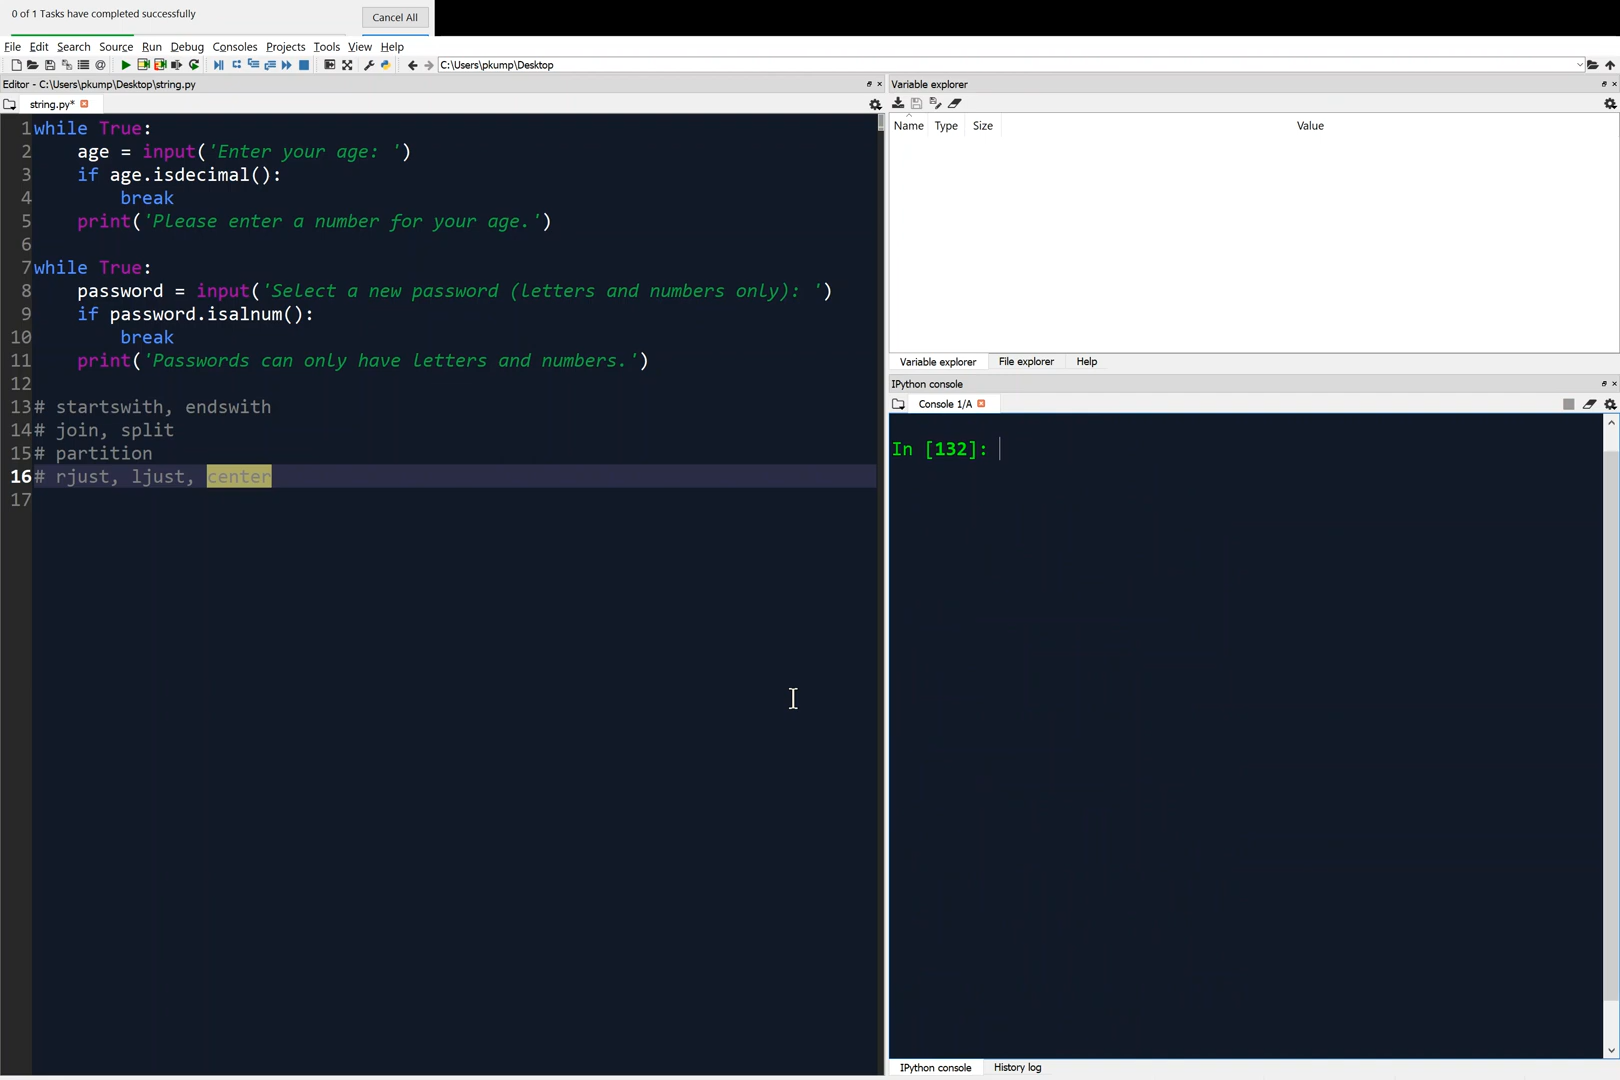 0 of 1 Tasks have completed successfully
Cancel All
File Edit Search Source Run Debug Consoles Projects Tools View Help
C:\Users\pkump\Desktop
Editor - C:\Users\pkump\Desktop\string.py
string.py*
1 while True:
2     age = input('Enter your age: ')
3     if age.isdecimal():
4         break
5     print('Please enter a number for your age.')
6
7 while True:
8     password = input('Select a new password (letters and numbers only): ')
9     if password.isalnum():
10         break
11     print('Passwords can only have letters and numbers.')
12
13 # startswith, endswith
14 # join, split
15 # partition
16 # rjust, ljust, center
17
Variable explorer
Name Type Size Value
Variable explorer File explorer Help
IPython console
Console 1/A
In [132]:
IPython console History log